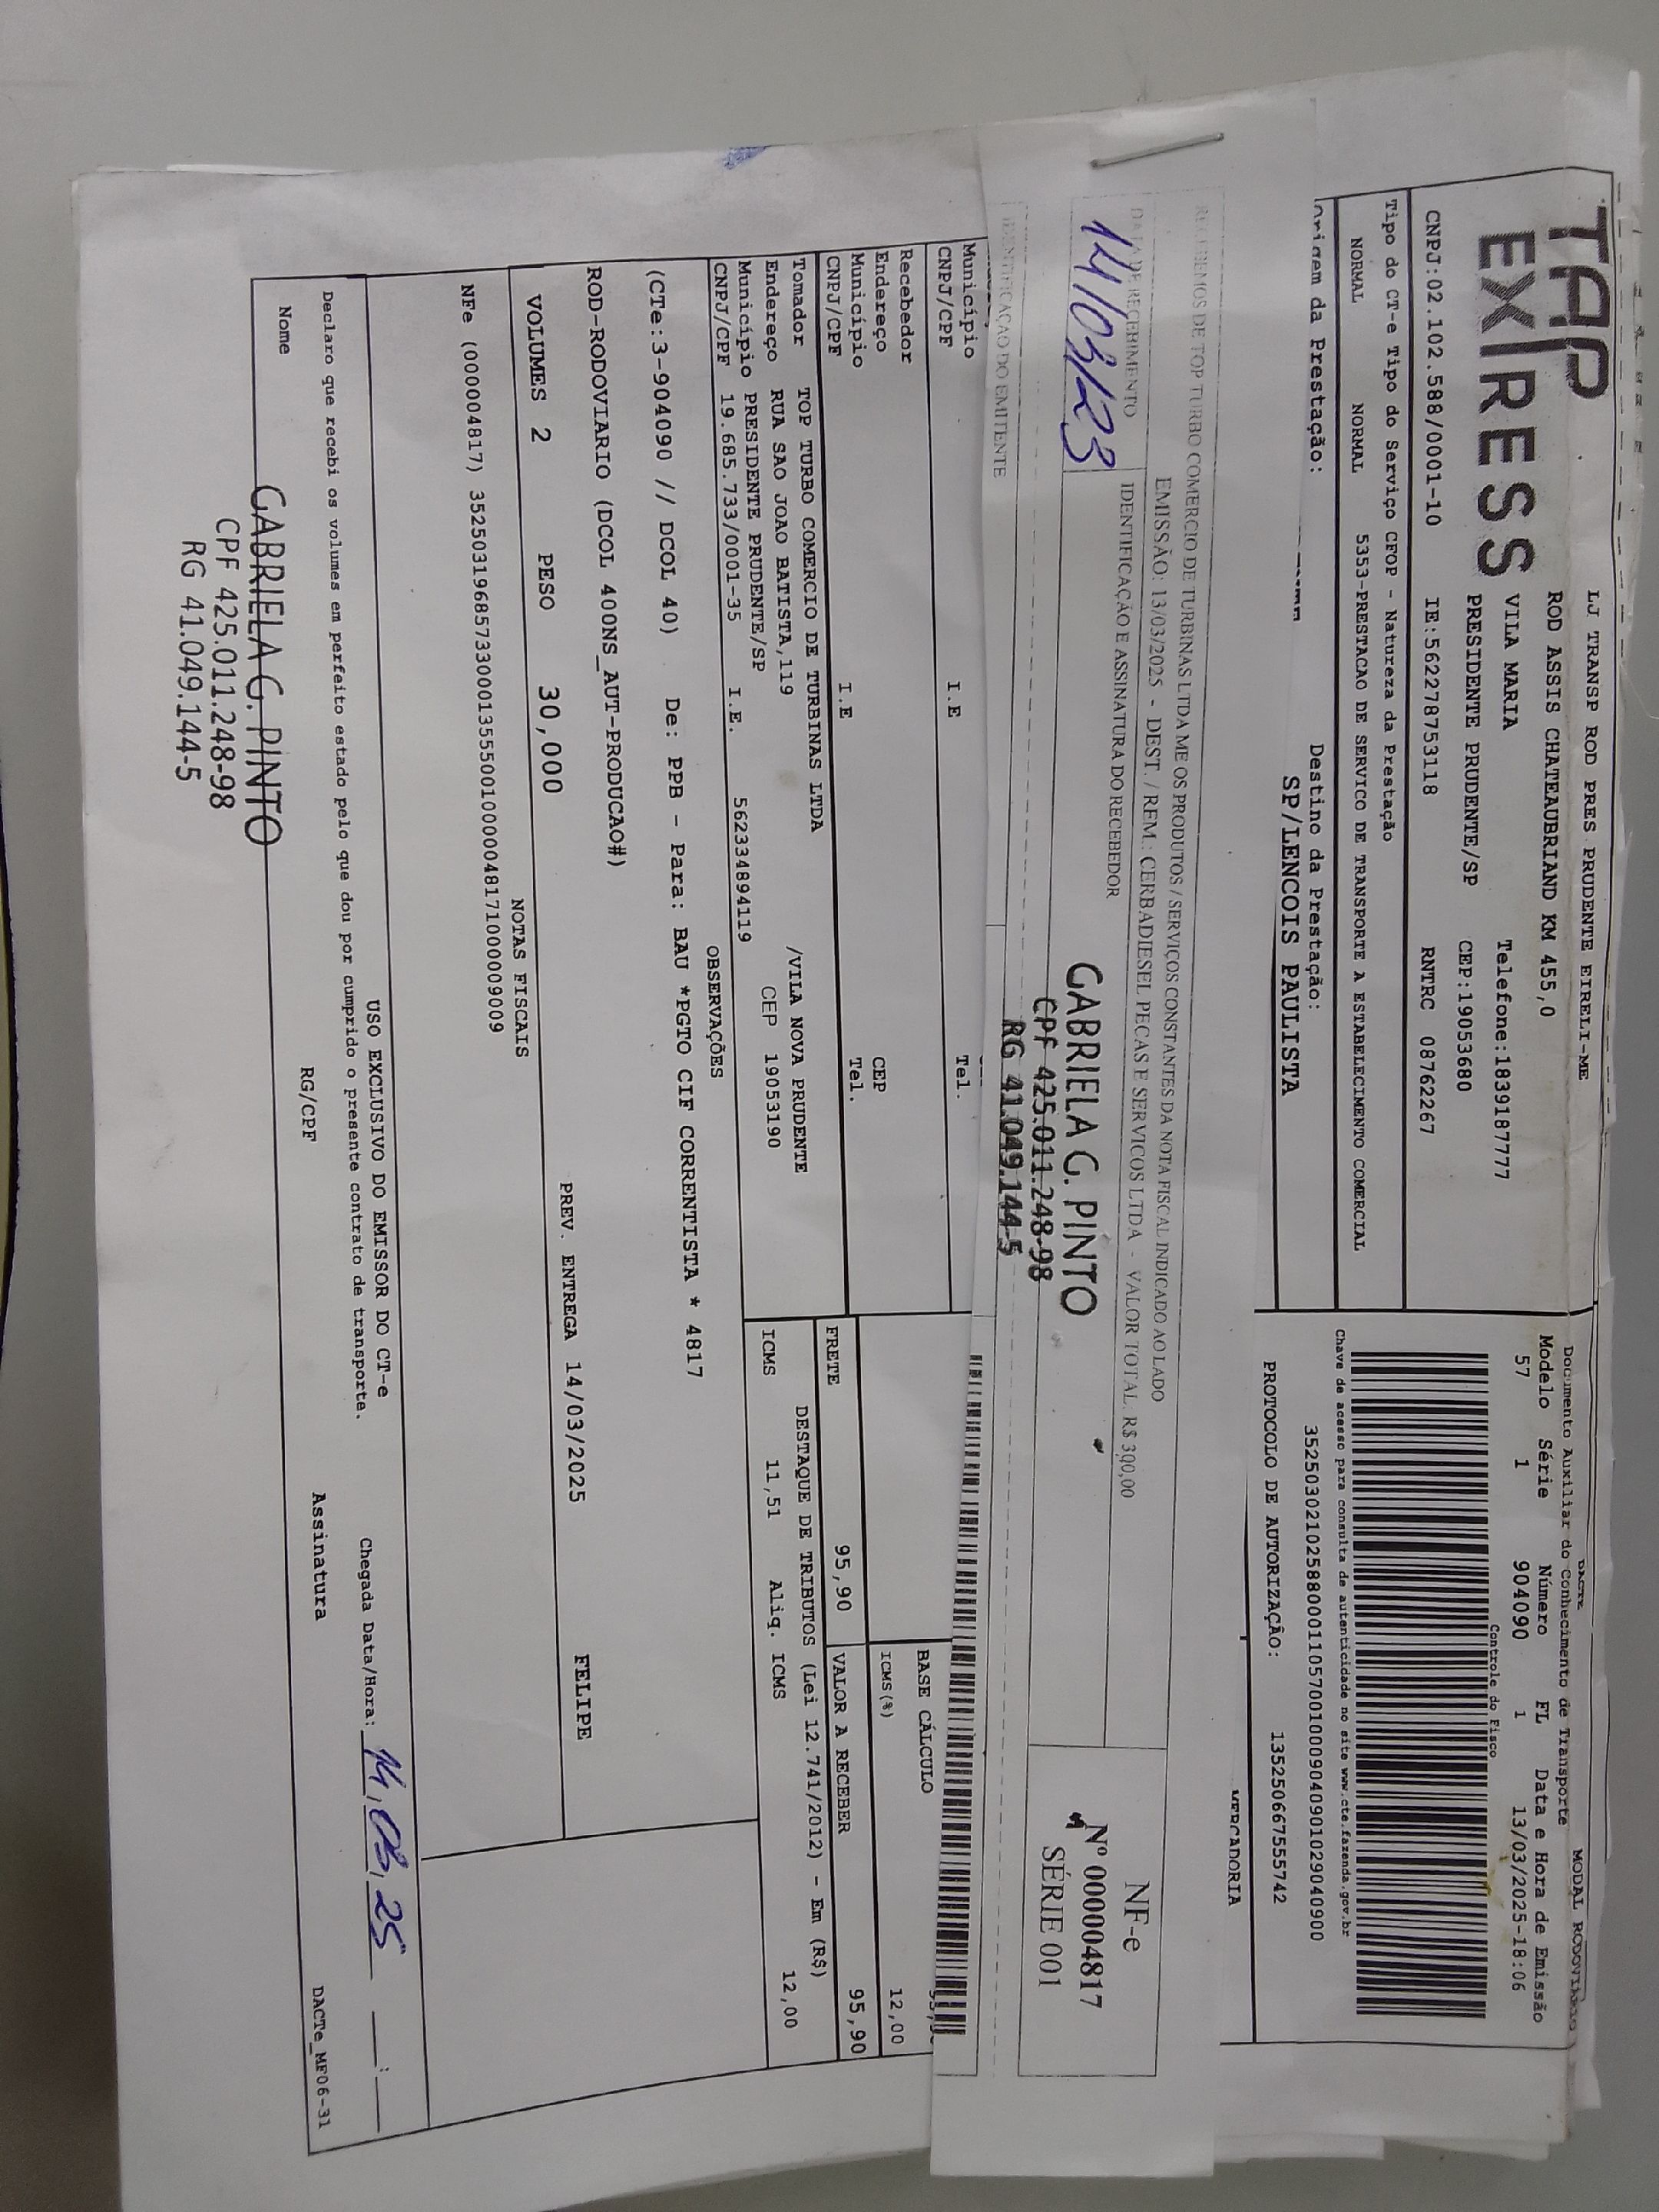 TAP
EXPRESS
LJ TRANSP ROD PRES PRUDENTE EIRELI-ME
ROD ASSIS CHATEAUBRIAND KM 455,0
VILA MARIA Telefone:1839187777
PRESIDENTE PRUDENTE/SP CEP:19053680
CNPJ:02.102.588/0001-10 IE:562278753118 RNTRC 08762267
DACTE
MODAL RODOVIÁRIO
Documento Auxiliar do Conhecimento de Transporte
Modelo Série Número FL Data e Hora de Emissão
57 1 904090 1 13/03/2025-18:06
Controle do Fisco
Chave de acesso para consulta de autenticidade no site www.cte.fazenda.gov.br
PROTOCOLO DE AUTORIZAÇÃO: 135250667555742
Tipo do CT-e Tipo do Serviço CFOP - Natureza da Prestação
NORMAL NORMAL 5353-PRESTACAO DE SERVICO DE TRANSPORTE A ESTABELECIMENTO COMERCIAL
Origem da Prestação: Destino da Prestação:
SP/LENCOIS PAULISTA
MERCADORIA
RECEBEMOS DE TOP TURBO COMERCIO DE TURBINAS LTDA ME OS PRODUTOS / SERVIÇOS CONSTANTES DA NOTA FISCAL INDICADO AO LADO
EMISSÃO: 13/03/2025 - DEST. / REM.: CERBADIESEL PECAS E SERVICOS LTDA - VALOR TOTAL: R$ 300,00
DATA DE RECEBIMENTO IDENTIFICAÇÃO E ASSINATURA DO RECEBEDOR
14/03/23
GABRIELA G. PINTO
CPF 425.011.248-98
RG 41.049.144-5
NF-e
Nº 000004817
SÉRIE 001
IDENTIFICAÇÃO DO EMITENTE
Município
CNPJ/CPF I.E Tel.
Recebedor
Endereço CEP
Município Tel.
CNPJ/CPF I.E
BASE CÁLCULO
ICMS(%) 12,00
FRETE 95,90 VALOR A RECEBER 95,90
Tomador TOP TURBO COMERCIO DE TURBINAS LTDA
Endereço RUA SAO JOAO BATISTA,119 /VILA NOVA PRUDENTE
Município PRESIDENTE PRUDENTE/SP CEP 19053190
CNPJ/CPF 19.685.733/0001-35 I.E. 562334894119
DESTAQUE DE TRIBUTOS (Lei 12.741/2012) - Em (R$)
ICMS 11,51 Aliq. ICMS 12,00
OBSERVAÇÕES
(CTe:3-904090 // DCOL 40) De: PPB - Para: BAU *PGTO CIF CORRENTISTA * 4817
ROD-RODOVIARIO (DCOL 400NS_AUT-PRODUCAO#)
FELIPE
VOLUMES 2 PESO 30,000 PREV. ENTREGA 14/03/2025
NOTAS FISCAIS
USO EXCLUSIVO DO EMISSOR DO CT-e
Declaro que recebi os volumes em perfeito estado pelo que dou por cumprido o presente contrato de transporte.
Chegada Data/Hora: 14,03,25 :
Nome RG/CPF Assinatura
GABRIELA G. PINTO
CPF 425.011.248-98
RG 41.049.144-5
DACTe_MF06-31